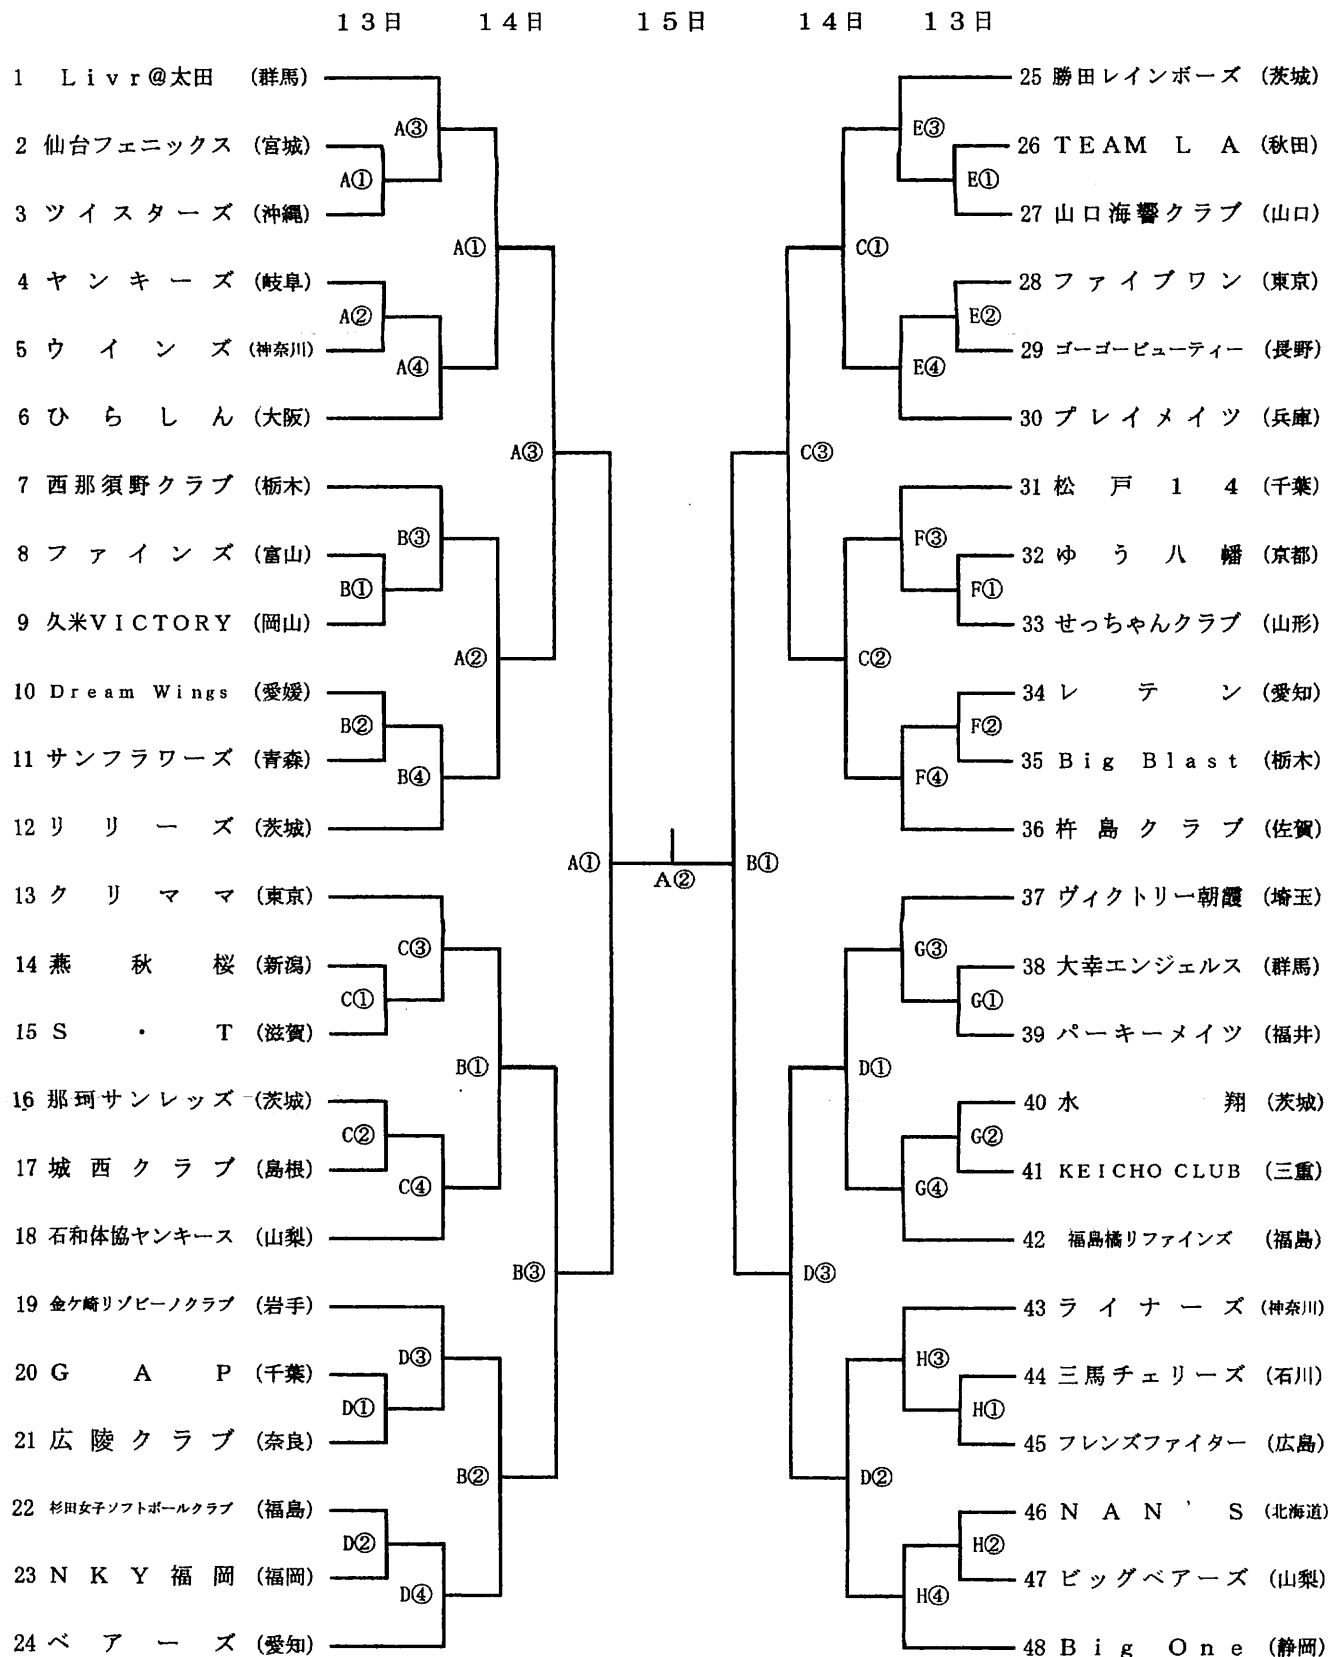 13日 14日 15日 14日 13日
1 Livr@太田 (群馬)
2 仙台フェニックス (宮城)
3 ツイスターズ (沖縄)
4 ヤンキーズ (岐阜)
5 ウインズ (神奈川)
6 ひらしん (大阪)
7 西那須野クラブ (栃木)
8 ファインズ (富山)
9 久米VICTORY (岡山)
10 Dream Wings (愛媛)
11 サンフラワーズ (青森)
12 リリーズ (茨城)
13 クリママ (東京)
14 燕秋桜 (新潟)
15 S・T (滋賀)
16 那珂サンレッズ (茨城)
17 城西クラブ (島根)
18 石和体協ヤンキース (山梨)
19 金ケ崎リゾビーノクラブ (岩手)
20 GAP (千葉)
21 広陵クラブ (奈良)
22 杉田女子ソフトボールクラブ (福島)
23 NKY福岡 (福岡)
24 ベアーズ (愛知)
A③
A①
A②
A④
B③
B①
B②
B④
C③
C①
C②
C④
D③
D①
D②
D④
A①
A②
B①
B②
A③
B③
A①
A②
B①
C③
D③
C①
C②
D①
D②
E③
E①
E②
E④
F③
F①
F②
F④
G③
G①
G②
G④
H③
H①
H②
H④
25 勝田レインボーズ (茨城)
26 TEAM LA (秋田)
27 山口海響クラブ (山口)
28 ファイブワン (東京)
29 ゴーゴービューティー (長野)
30 プレイメイツ (兵庫)
31 松戸14 (千葉)
32 ゆう八幡 (京都)
33 せっちゃんクラブ (山形)
34 レテン (愛知)
35 Big Blast (栃木)
36 杵島クラブ (佐賀)
37 ヴィクトリー朝霞 (埼玉)
38 大幸エンジェルス (群馬)
39 パーキーメイツ (福井)
40 水翔 (茨城)
41 KEICHO CLUB (三重)
42 福島橘リファインズ (福島)
43 ライナーズ (神奈川)
44 三馬チェリーズ (石川)
45 フレンズファイター (広島)
46 NAN'S (北海道)
47 ビッグベアーズ (山梨)
48 Big One (静岡)